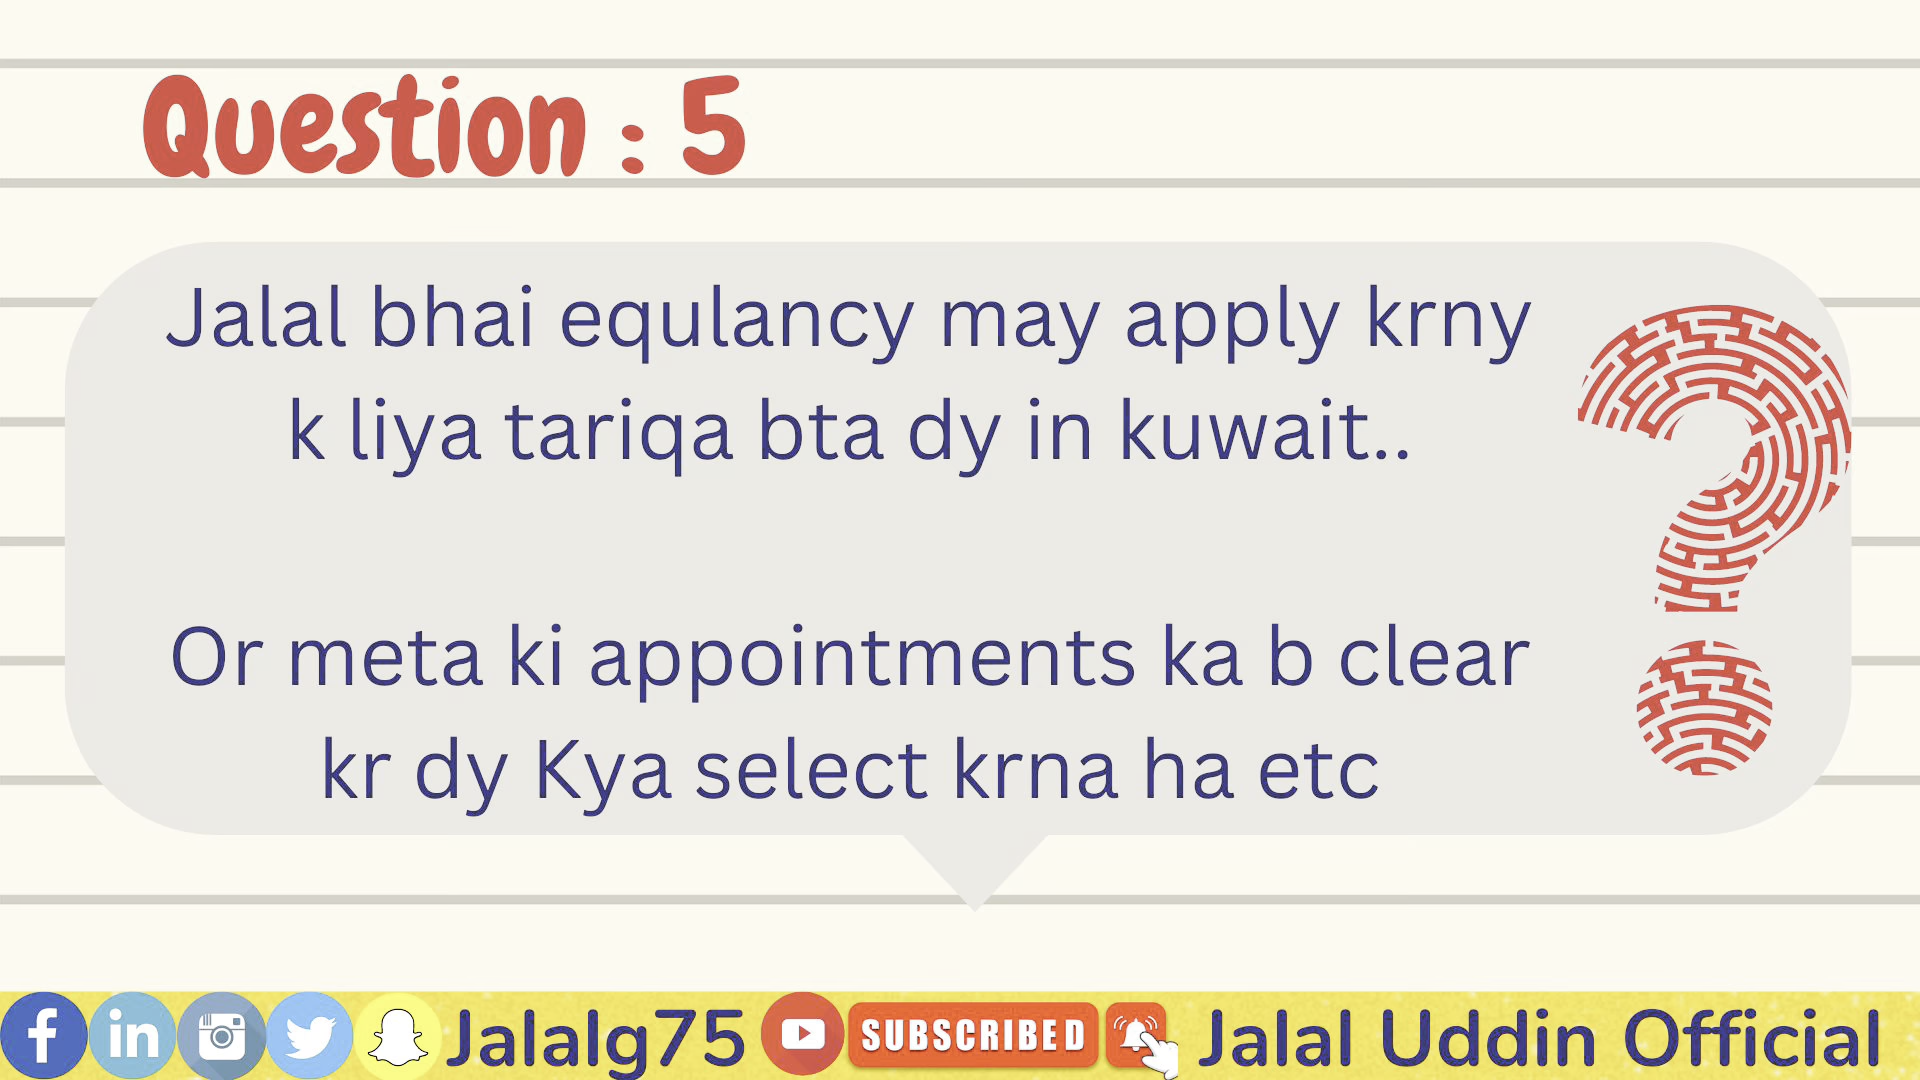 Question : 5
Jalal bhai equlancy may apply krny
k liya tariqa bta dy in kuwait..
Or meta ki appointments ka b clear
kr dy Kya select krna ha etc
Jalalg75 SUBSCRIBED Jalal Uddin Official